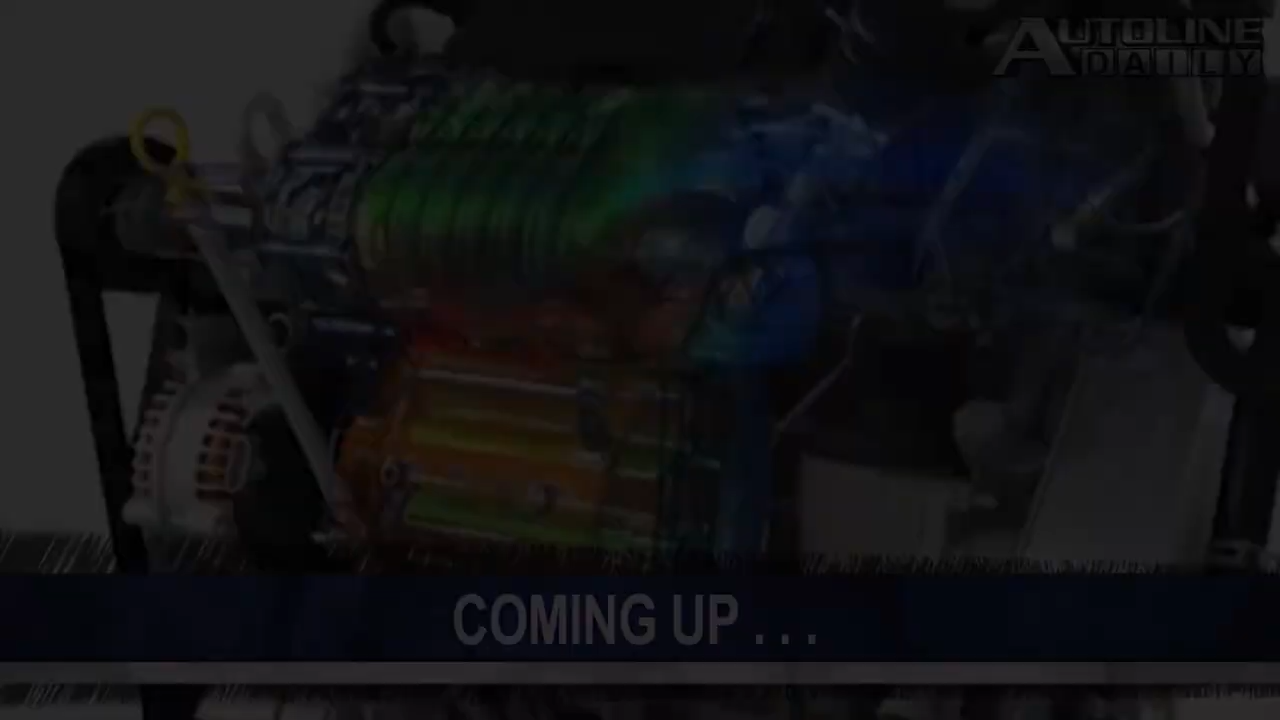 AUTOLINE
DAILY
COMING UP . . .